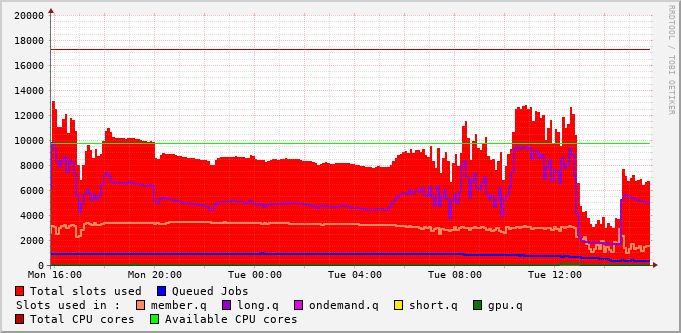 20000
18000
16000
14000
12000
10000
8000
6000
4000
2000
0
Mon 16:00 Mon 20:00 Tue 00:00 Tue 04:00 Tue 08:00 Tue 12:00
RRDTOOL / TOBI OETIKER
Total slots used Queued Jobs
Slots used in : member.q long.q ondemand.q short.q gpu.q
Total CPU cores Available CPU cores